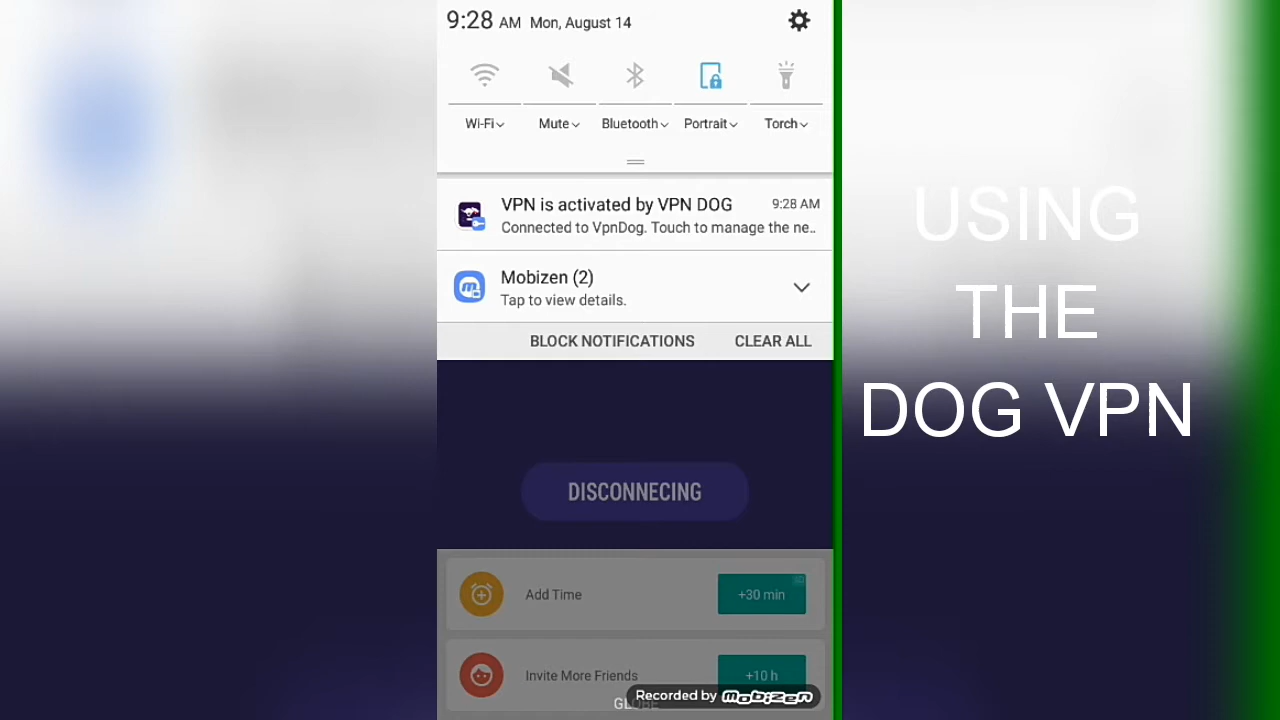 9:28 AM Mon, August 14
Wi-Fi Mute Bluetooth Portrait Torch
VPN is activated by VPN DOG 9:28 AM
Connected to VpnDog. Touch to manage the ne..
Mobizen (2)
Tap to view details.
BLOCK NOTIFICATIONS CLEAR ALL
DISCONNECING
Add Time +30 min
AD
Invite More Friends +10 h
Recorded by mobizen
GLOBE
USING
THE
DOG VPN